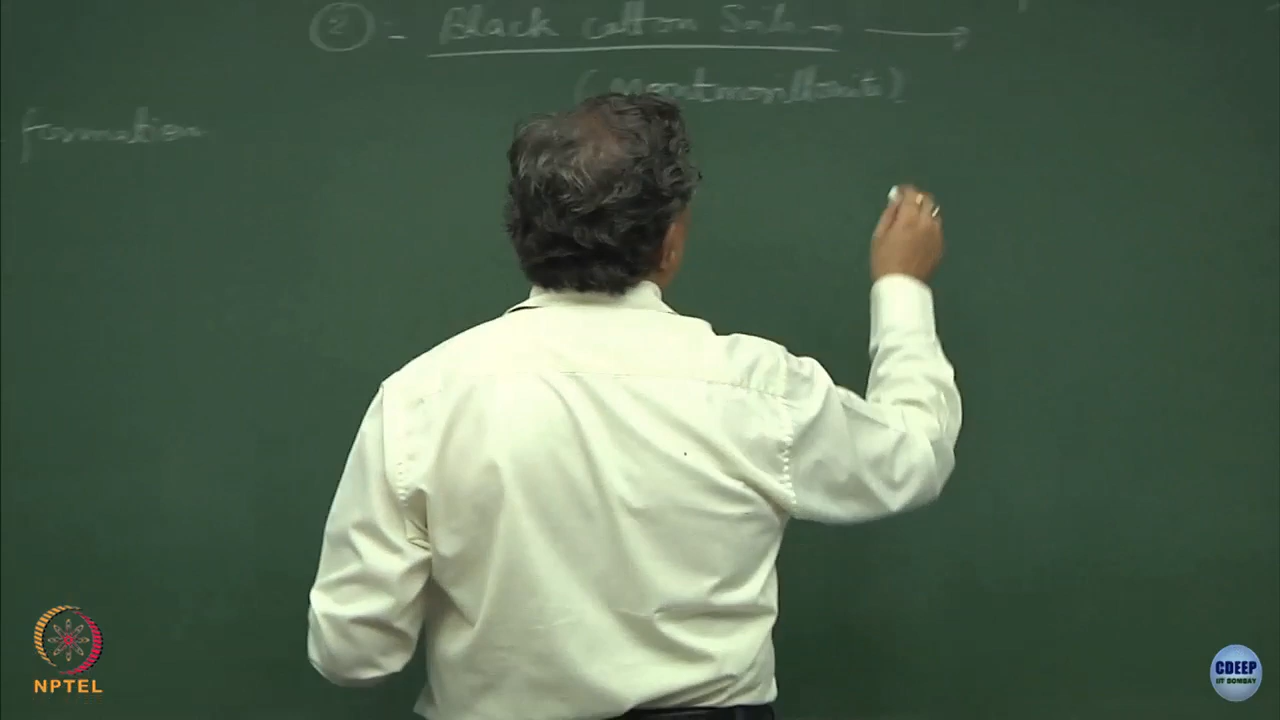 ② :- Black cotton Soils →
(Montmorillonite)
formation
NPTEL
CDEEP
IIT BOMBAY